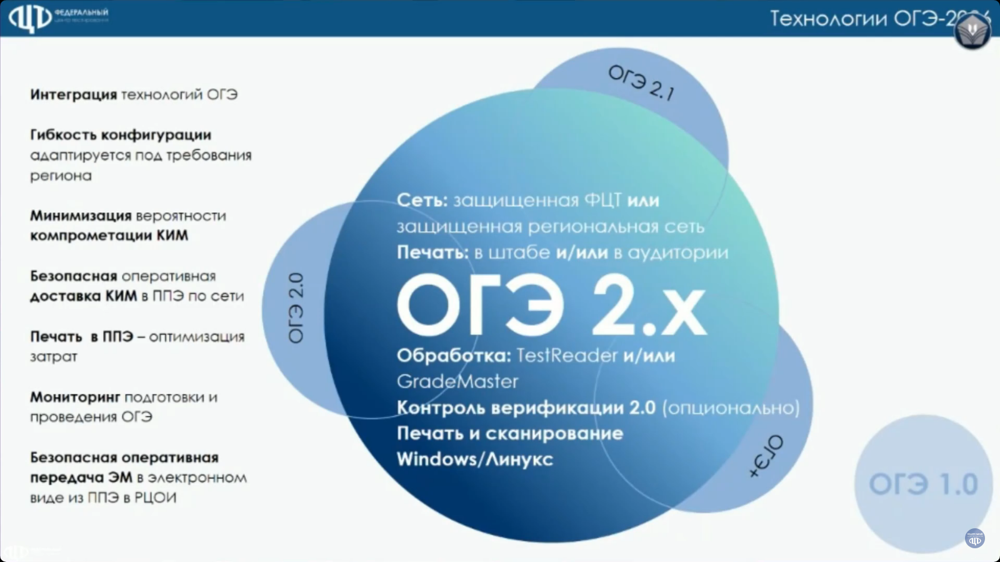 ФЕДЕРАЛЬНЫЙ
центр тестирования
Технологии ОГЭ-2026
Интеграция технологий ОГЭ
Гибкость конфигурации
адаптируется под требования
региона
Минимизация вероятности
компрометации КИМ
Безопасная оперативная
доставка КИМ в ППЭ по сети
Печать в ППЭ – оптимизация
затрат
Мониторинг подготовки и
проведения ОГЭ
Безопасная оперативная
передача ЭМ в электронном
виде из ППЭ в РЦОИ
ОГЭ 2.1
ОГЭ 2.0
Сеть: защищенная ФЦТ или
защищенная региональная сеть
Печать: в штабе и/или в аудитории
ОГЭ 2.x
Обработка: TestReader и/или
GradeMaster
Контроль верификации 2.0 (опционально)
Печать и сканирование
Windows/Линукс
ОГЭ+
ОГЭ 1.0